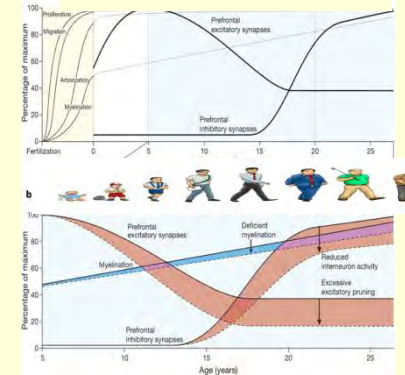 100
80
60
40
20
0
Percentage of maximum
Proliferation
Migration
Arborization
Myelination
Prefrontal
excitatory synapses
Prefrontal
inhibitory synapses
Fertilization
0
5
10
15
20
25
b
100
80
60
40
20
0
Percentage of maximum
Prefrontal
excitatory synapses
Deficient
myelination
Myelination
Reduced
interneuron activity
Excessive
excitatory pruning
Prefrontal
inhibitory synapses
5
10
15
20
25
Age (years)